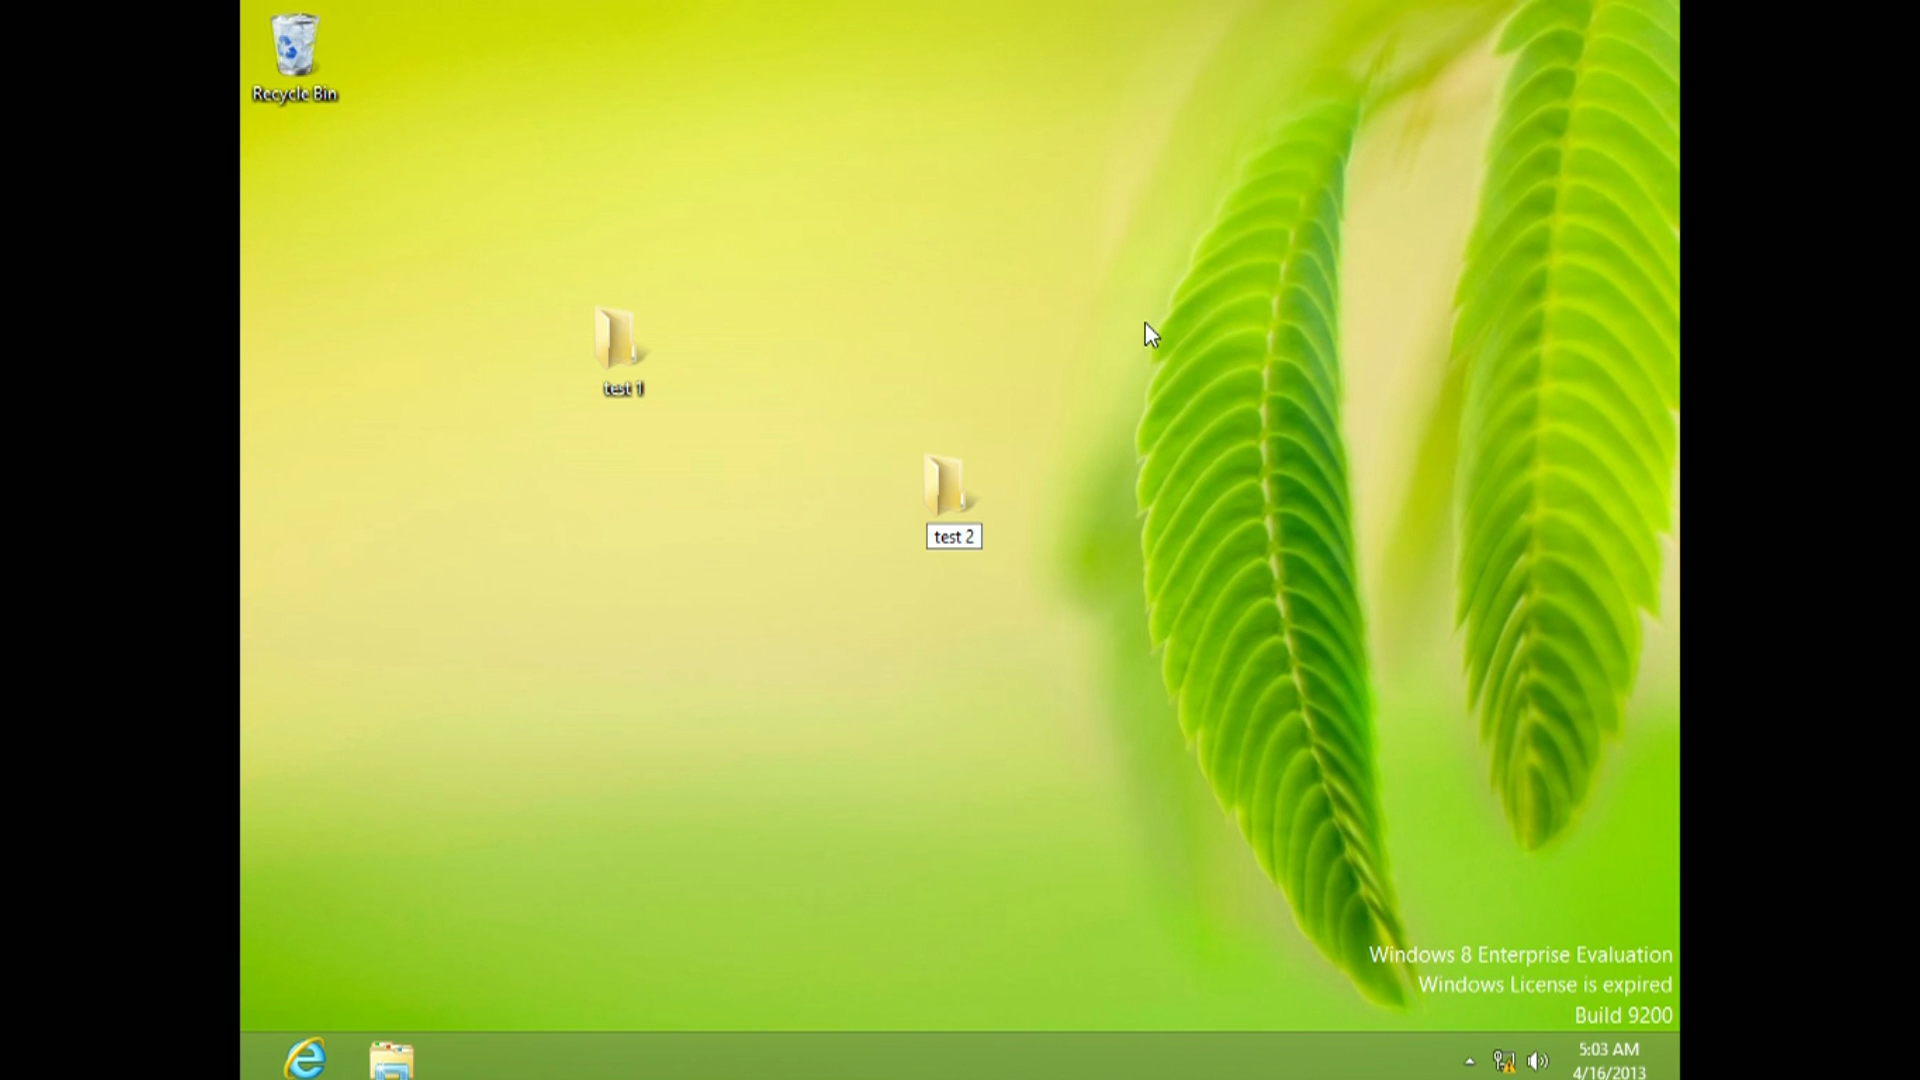 Recycle Bin
test 1
test 2
Windows 8 Enterprise Evaluation
Windows License is expired
Build 9200
5:03 AM
4/16/2013